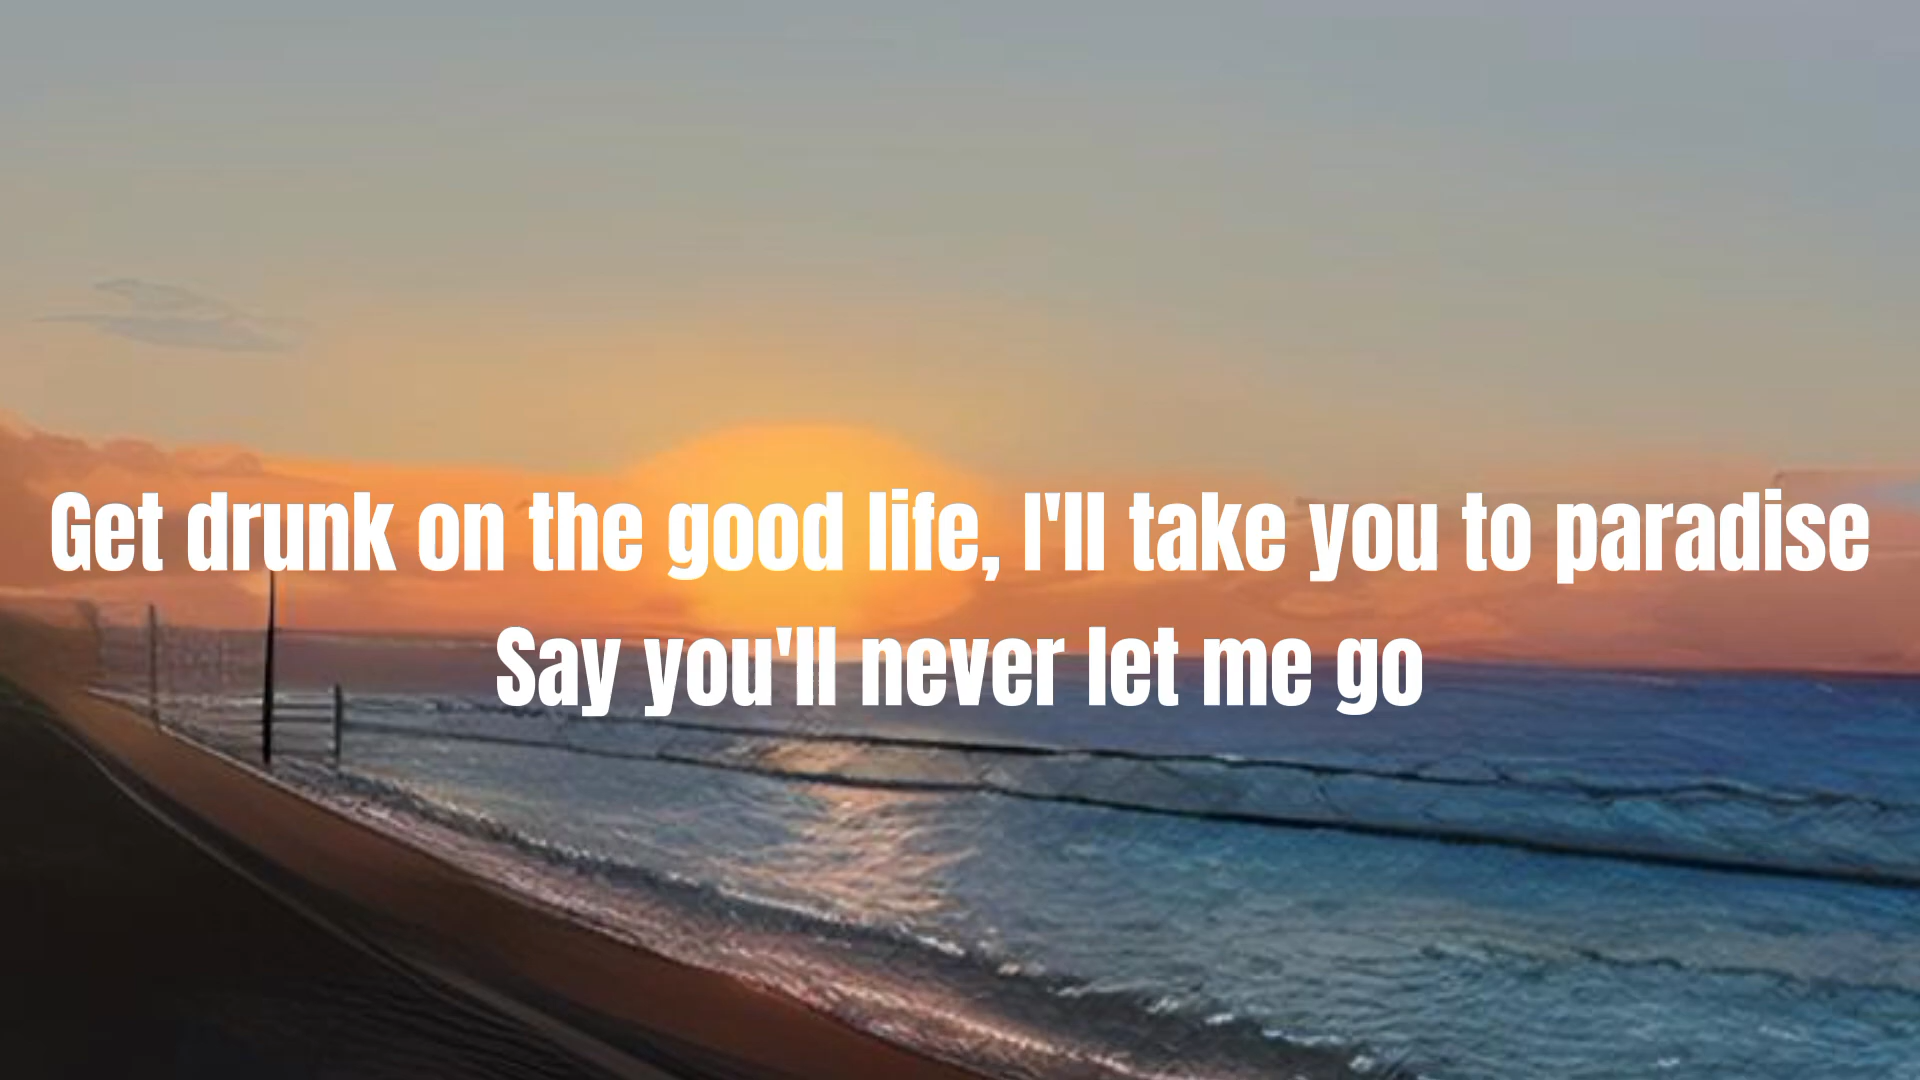 Get drunk on the good life, I'll take you to paradise
Say you'll never let me go